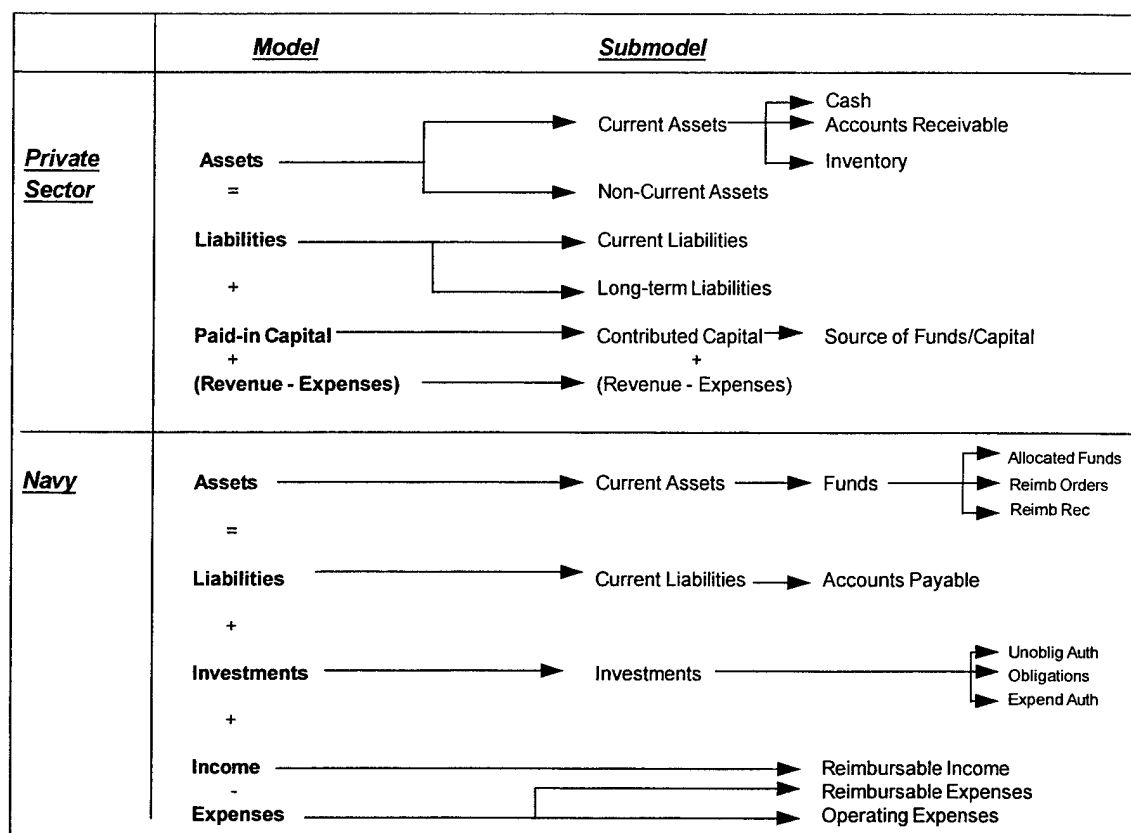 Model Submodel
Cash
Current Assets Accounts Receivable
Private Assets Inventory
Sector = Non-Current Assets
Liabilities Current Liabilities
+ Long-term Liabilities
Paid-in Capital Contributed Capital Source of Funds/Capital
+ +
(Revenue - Expenses) (Revenue - Expenses)
Allocated Funds
Navy Assets Current Assets Funds Reimb Orders
Reimb Rec
=
Liabilities Current Liabilities Accounts Payable
+
Unoblig Auth
Investments Investments Obligations
Expend Auth
+
Income Reimbursable Income
- Reimbursable Expenses
Expenses Operating Expenses